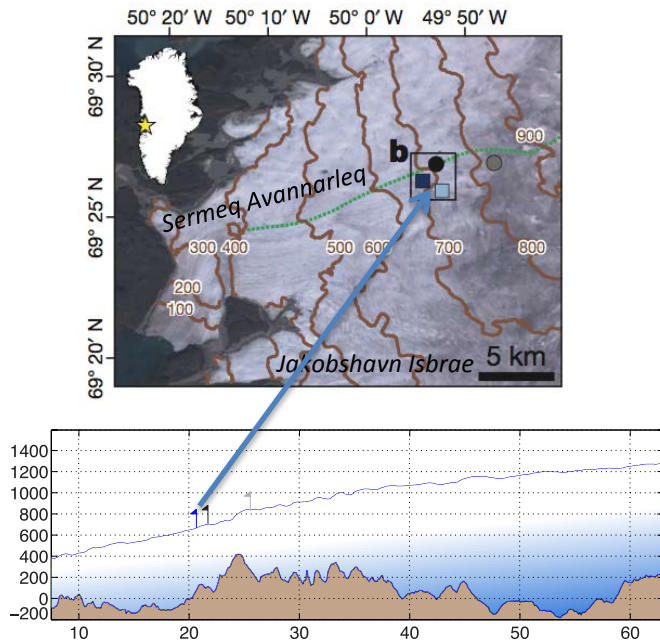 50° 20' W 50° 10' W 50° 0' W 49° 50' W
69° 30' N
900
b
Sermeq Avannarleq
69° 25' N
300 400 500 600 700 800
200
100
69° 20' N
Jakobshavn Isbrae
5 km
1400
1200
1000
800
600
400
200
0
−200
10 20 30 40 50 60